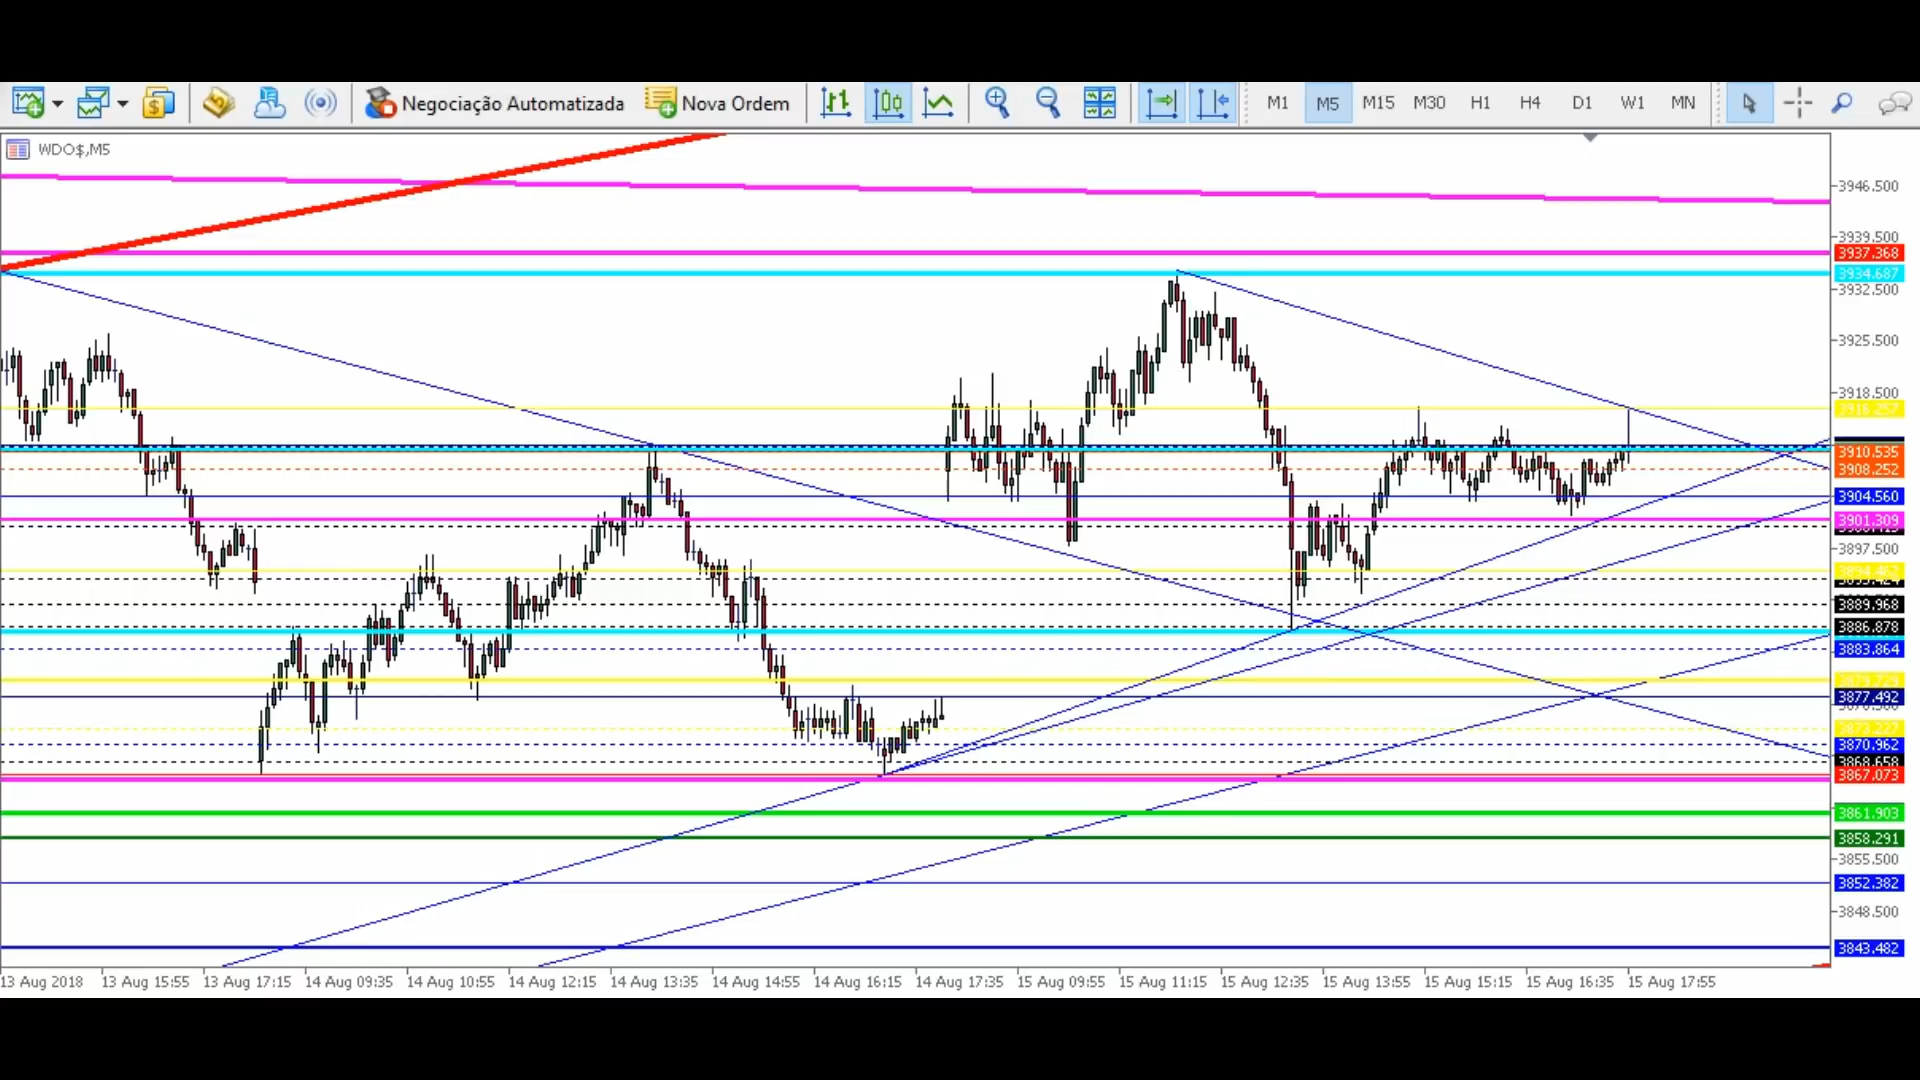 Negociação Automatizada
Nova Ordem
M1
M5
M15
M30
H1
H4
D1
W1
MN
WDO$,M5
3946.500
3939.500
3937.368
3934.687
3932.500
3925.500
3918.500
3916.257
3910.535
3908.252
3904.560
3901.309
3897.500
3889.968
3886.878
3883.864
3877.492
3870.962
3868.658
3867.073
3861.903
3858.291
3855.500
3852.382
3848.500
3843.482
13 Aug 2018
13 Aug 15:55
13 Aug 17:15
14 Aug 09:35
14 Aug 10:55
14 Aug 12:15
14 Aug 13:35
14 Aug 14:55
14 Aug 16:15
14 Aug 17:35
15 Aug 09:55
15 Aug 11:15
15 Aug 12:35
15 Aug 13:55
15 Aug 15:15
15 Aug 16:35
15 Aug 17:55